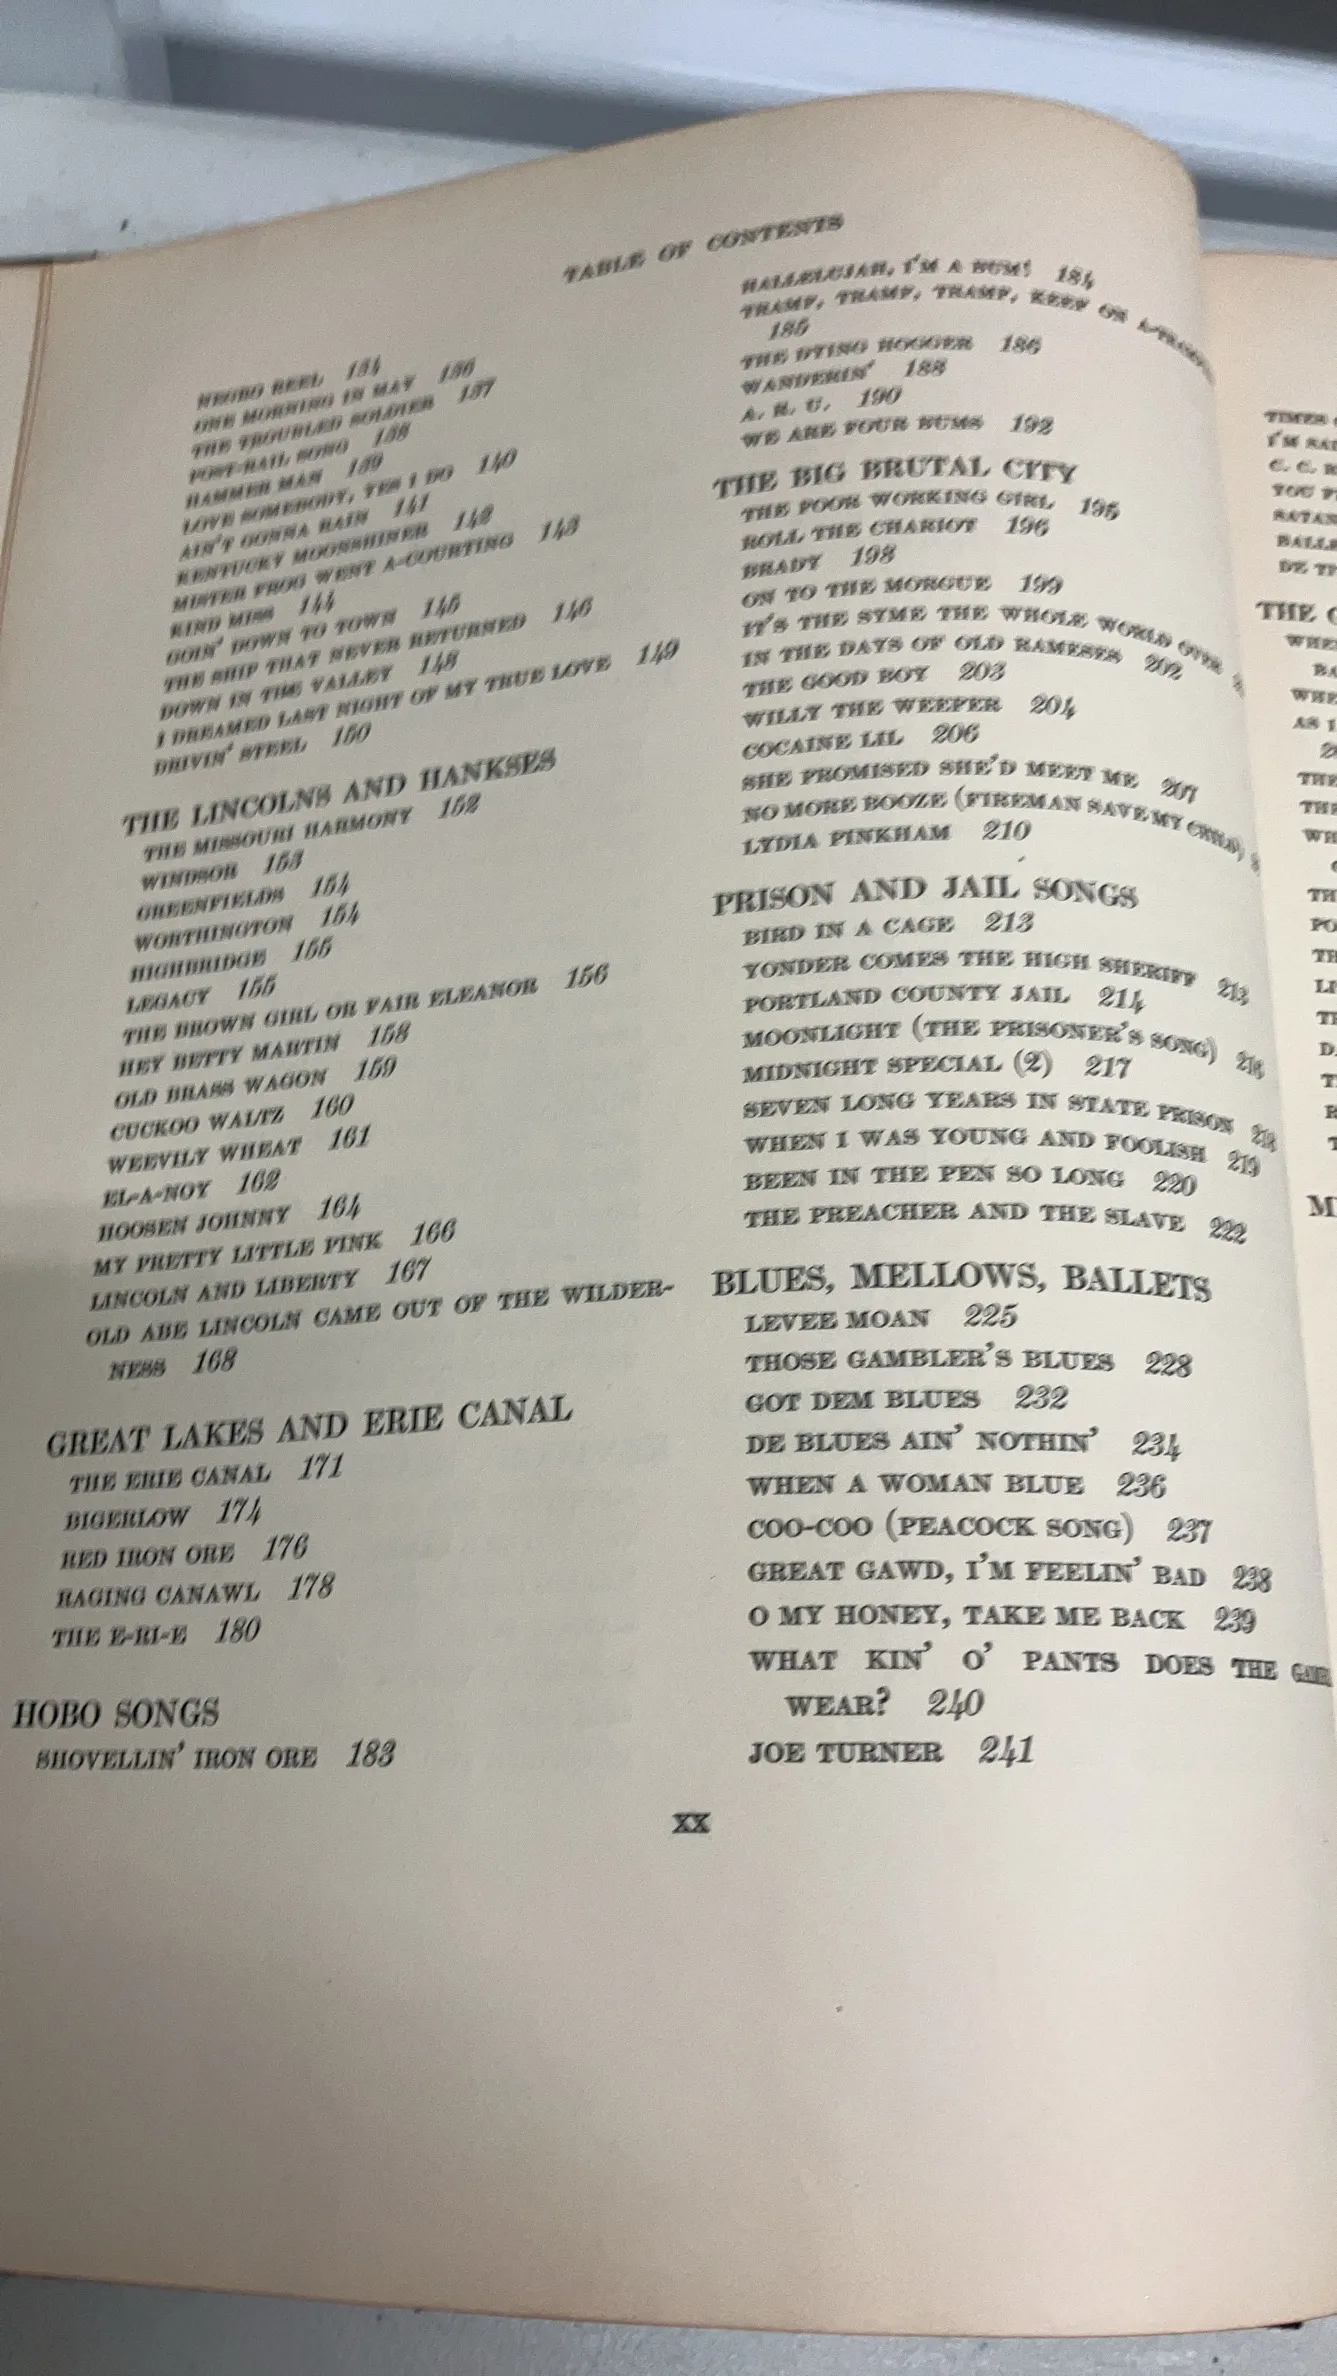 TABLE OF CONTENTS
NEGRO REEL 134
ONE MORNING IN MAY 136
THE TROUBLED SOLDIER 137
POST-RAIL SONG 138
HAMMER MAN 139
LOVE SOMEBODY, YES I DO 140
AIN'T GONNA RAIN 141
KENTUCKY MOONSHINER 142
MISTER FROG WENT A-COURTING 143
KIND MISS 144
GOIN' DOWN TO TOWN 145
THE SHIP THAT NEVER RETURNED 146
DOWN IN THE VALLEY 148
I DREAMED LAST NIGHT OF MY TRUE LOVE 149
DRIVIN' STEEL 150
THE LINCOLNS AND HANKSES
THE MISSOURI HARMONY 152
WINDSOR 153
GREENFIELDS 154
WORTHINGTON 154
HIGHBRIDGE 155
LEGACY 155
THE BROWN GIRL OR FAIR ELEANOR 156
HEY BETTY MARTIN 158
OLD BRASS WAGON 159
CUCKOO WALTZ 160
WEEVILY WHEAT 161
EL-A-NOY 162
HOOSEN JOHNNY 164
MY PRETTY LITTLE PINK 166
LINCOLN AND LIBERTY 167
OLD ABE LINCOLN CAME OUT OF THE WILDER-
NESS 168
GREAT LAKES AND ERIE CANAL
THE ERIE CANAL 171
BIGERLOW 174
RED IRON ORE 176
RAGING CANAWL 178
THE E-RI-E 180
HOBO SONGS
SHOVELLIN' IRON ORE 183
HALLELUJAH, I'M A BUM! 184
TRAMP, TRAMP, TRAMP, KEEP ON
185
THE DYING HOGGER 186
WANDERIN' 188
A. R. U. 190
WE ARE FOUR BUMS 192
THE BIG BRUTAL CITY
THE POOR WORKING GIRL 195
ROLL THE CHARIOT 196
BRADY 198
ON TO THE MORGUE 199
IT'S THE SYME THE WHOLE WORLD OVER
IN THE DAYS OF OLD RAMESES 202
THE GOOD BOY 203
WILLY THE WEEPER 204
COCAINE LIL 206
SHE PROMISED SHE'D MEET ME 207
NO MORE BOOZE (FIREMAN SAVE MY CHILD)
LYDIA PINKHAM 210
PRISON AND JAIL SONGS
BIRD IN A CAGE 213
YONDER COMES THE HIGH SHERIFF 213
PORTLAND COUNTY JAIL 214
MOONLIGHT (THE PRISONER'S SONG) 216
MIDNIGHT SPECIAL (2) 217
SEVEN LONG YEARS IN STATE PRISON 218
WHEN I WAS YOUNG AND FOOLISH 219
BEEN IN THE PEN SO LONG 220
THE PREACHER AND THE SLAVE 222
BLUES, MELLOWS, BALLETS
LEVEE MOAN 225
THOSE GAMBLER'S BLUES 228
GOT DEM BLUES 232
DE BLUES AIN' NOTHIN' 234
WHEN A WOMAN BLUE 236
COO-COO (PEACOCK SONG) 237
GREAT GAWD, I'M FEELIN' BAD 238
O MY HONEY, TAKE ME BACK 239
WHAT KIN' O' PANTS DOES THE
WEAR? 240
JOE TURNER 241
XX
TIMES
I'M
C. C.
YOU
SATAN
DE
THE
AS I
THE
THE